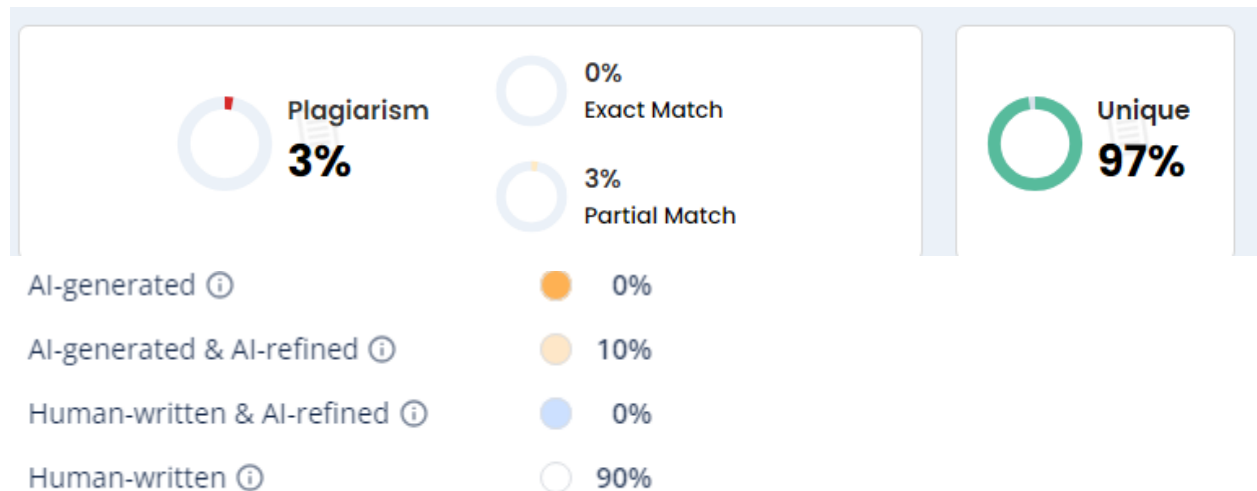 Plagiarism
3%
0%
Exact Match
3%
Partial Match
Unique
97%
AI-generated 0%
AI-generated & AI-refined 10%
Human-written & AI-refined 0%
Human-written 90%